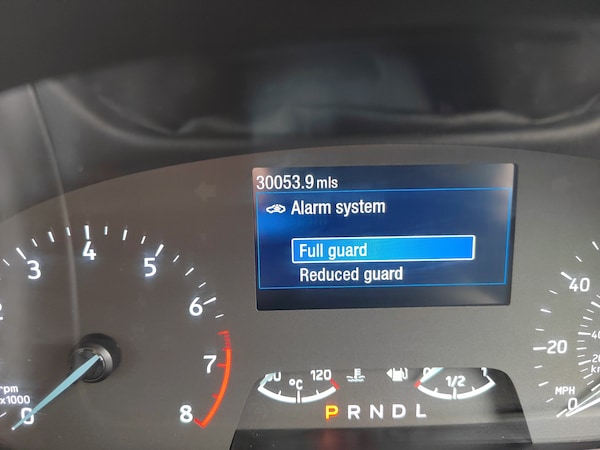 30053.9 mls
Alarm system
Full guard
Reduced guard
3 4 5 6 7 8
rpm
x1000
0
°C 120
1/2 1
P R N D L
40
20
0
MPH